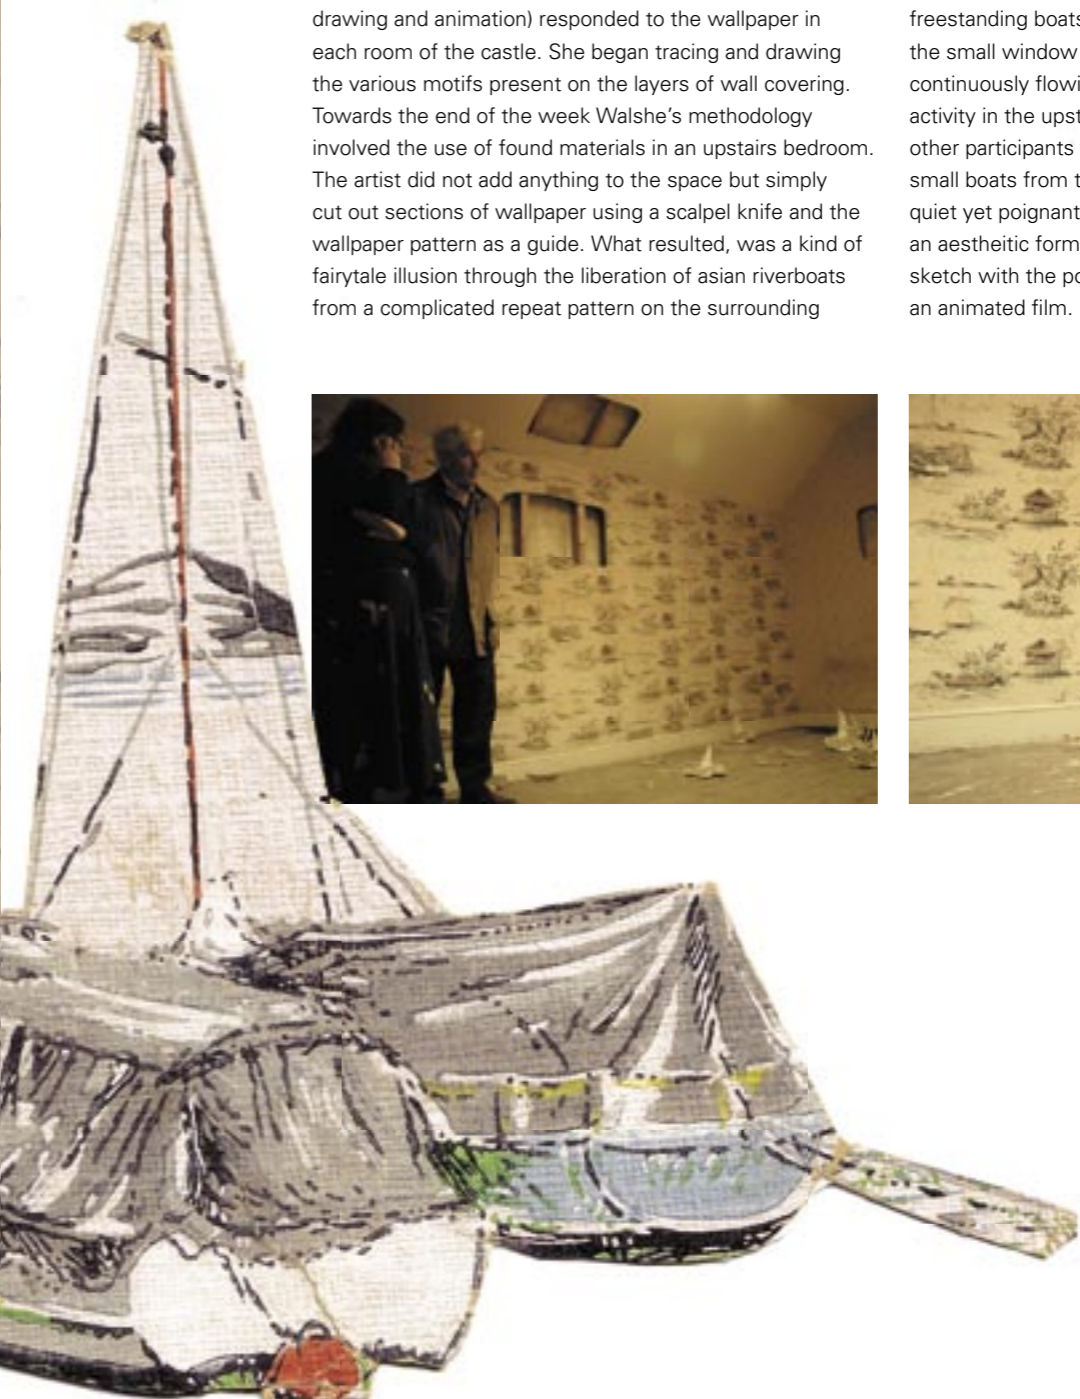 drawing and animation) responded to the wallpaper in
each room of the castle. She began tracing and drawing
the various motifs present on the layers of wall covering.
Towards the end of the week Walshe's methodology
involved the use of found materials in an upstairs bedroom.
The artist did not add anything to the space but simply
cut out sections of wallpaper using a scalpel knife and the
wallpaper pattern as a guide. What resulted, was a kind of
fairytale illusion through the liberation of asian riverboats
from a complicated repeat pattern on the surrounding
freestanding boats
the small window
continuously flowi
activity in the upst
other participants
small boats from t
quiet yet poignant
an aestheitic form
sketch with the po
an animated film.